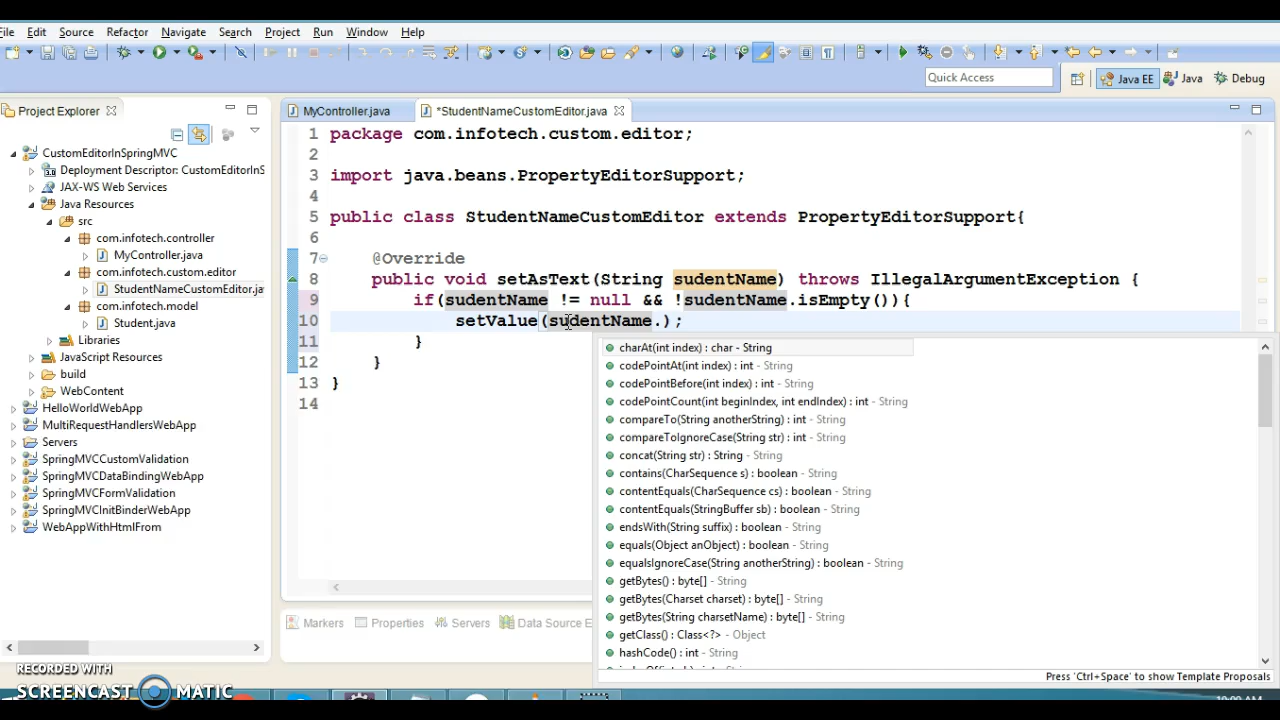 File Edit Source Refactor Navigate Search Project Run Window Help
Quick Access
Java EE
Java
Debug
Project Explorer
CustomEditorInSpringMVC
Deployment Descriptor: CustomEditorInS
JAX-WS Web Services
Java Resources
src
com.infotech.controller
MyController.java
com.infotech.custom.editor
StudentNameCustomEditor.ja
com.infotech.model
Student.java
Libraries
JavaScript Resources
build
WebContent
HelloWorldWebApp
MultiRequestHandlersWebApp
Servers
SpringMVCCustomValidation
SpringMVCDataBindingWebApp
SpringMVCFormValidation
SpringMVCInitBinderWebApp
WebAppWithHtmlFrom
MyController.java
*StudentNameCustomEditor.java
1 package com.infotech.custom.editor;
2
3 import java.beans.PropertyEditorSupport;
4
5 public class StudentNameCustomEditor extends PropertyEditorSupport{
6
7 @Override
8 public void setAsText(String sudentName) throws IllegalArgumentException {
9 if(sudentName != null && !sudentName.isEmpty()){
10 setValue(sudentName.);
11 }
12 }
13 }
14
charAt(int index) : char - String
codePointAt(int index) : int - String
codePointBefore(int index) : int - String
codePointCount(int beginIndex, int endIndex) : int - String
compareTo(String anotherString) : int - String
compareToIgnoreCase(String str) : int - String
concat(String str) : String - String
contains(CharSequence s) : boolean - String
contentEquals(CharSequence cs) : boolean - String
contentEquals(StringBuffer sb) : boolean - String
endsWith(String suffix) : boolean - String
equals(Object anObject) : boolean - String
equalsIgnoreCase(String anotherString) : boolean - String
getBytes() : byte[] - String
getBytes(Charset charset) : byte[] - String
getBytes(String charsetName) : byte[] - String
getClass() : Class<?> - Object
hashCode() : int - String
Press 'Ctrl+Space' to show Template Proposals
Markers
Properties
Servers
Data Source E
RECORDED WITH
SCREENCAST MATIC